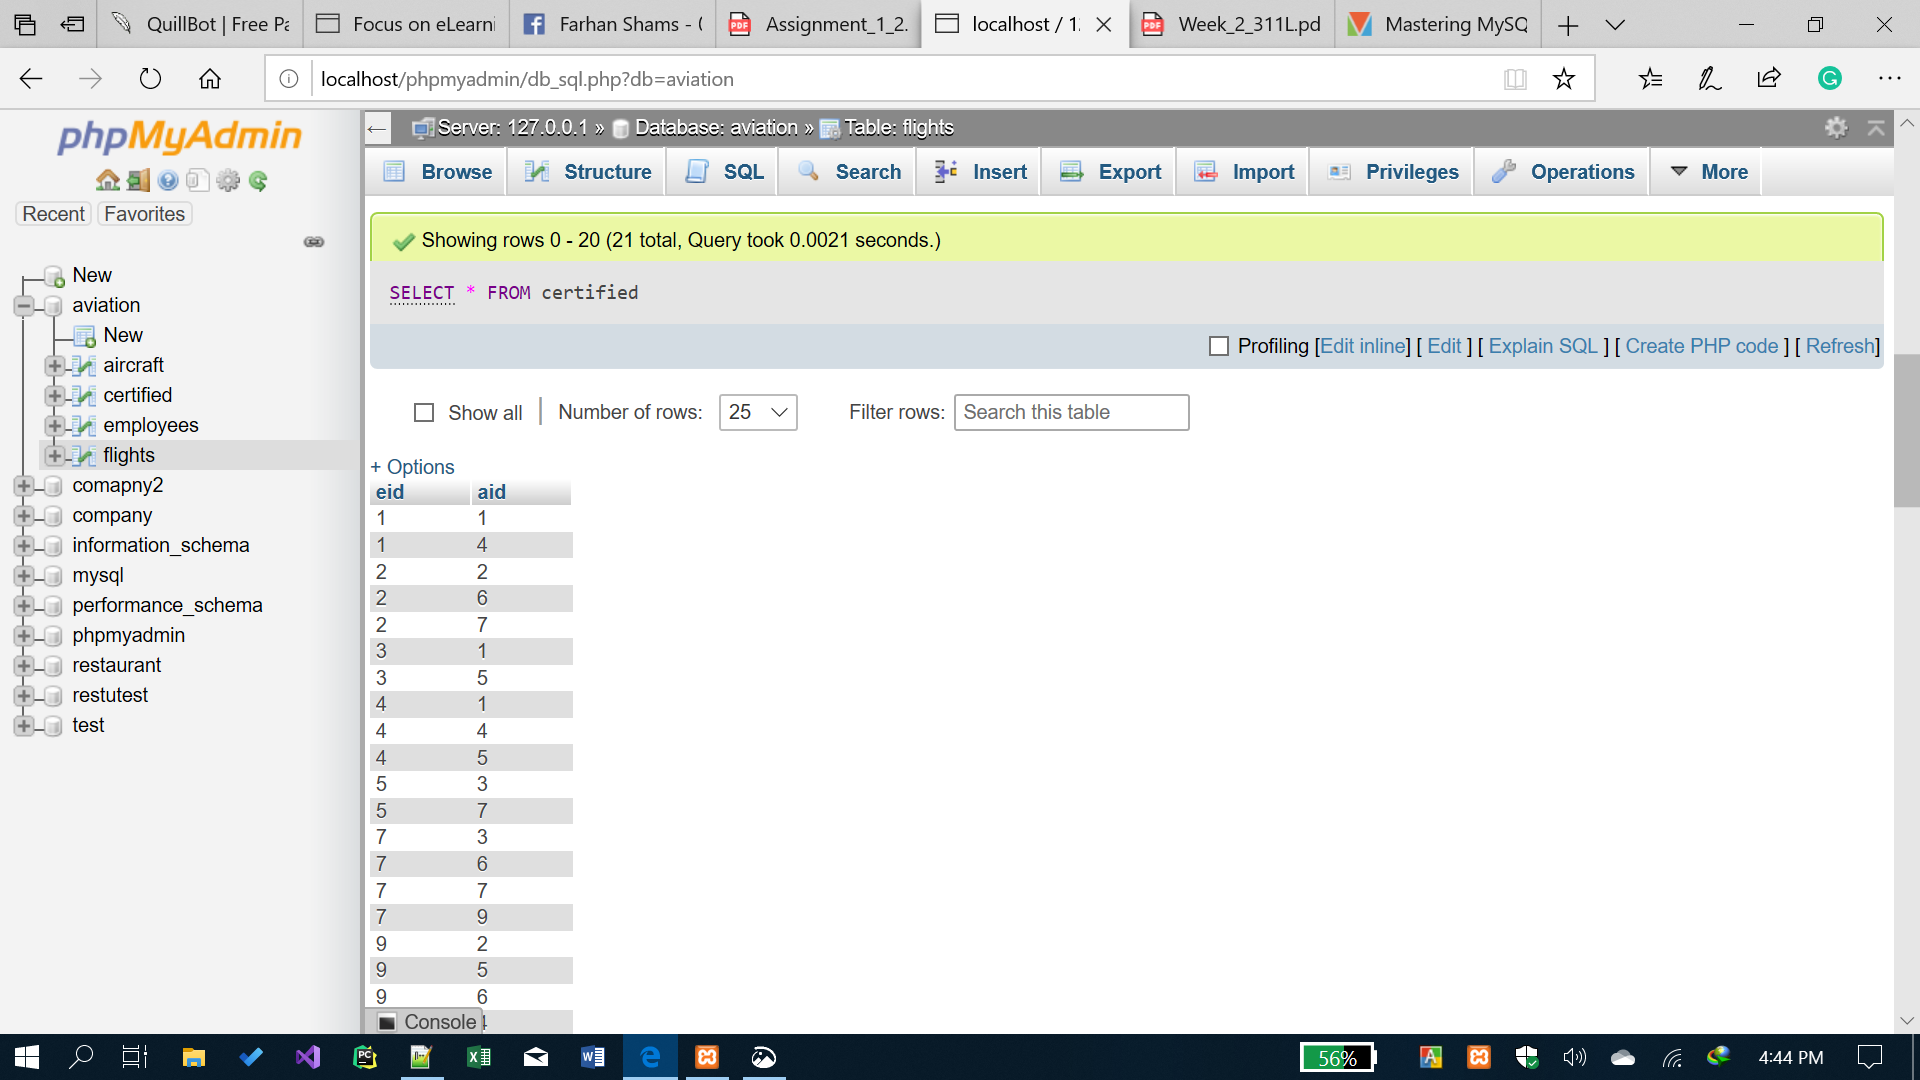 QuillBot | Free Pa
Focus on eLearni
Farhan Shams - (
Assignment_1_2.
localhost / 1
Week_2_311L.pd
Mastering MySQ
localhost/phpmyadmin/db_sql.php?db=aviation
phpMyAdmin
Recent
Favorites
New
aviation
New
aircraft
certified
employees
flights
comapny2
company
information_schema
mysql
performance_schema
phpmyadmin
restaurant
restutest
test
Server: 127.0.0.1 » Database: aviation » Table: flights
Browse Structure SQL Search Insert Export Import Privileges Operations More
Showing rows 0 - 20 (21 total, Query took 0.0021 seconds.)
SELECT * FROM certified
Profiling [Edit inline] [ Edit ] [ Explain SQL ] [ Create PHP code ] [ Refresh]
Show all | Number of rows: 25 Filter rows: Search this table
+ Options
eid aid
1 1
1 4
2 2
2 6
2 7
3 1
3 5
4 1
4 4
4 5
5 3
5 7
7 3
7 6
7 7
7 9
9 2
9 5
9 6
Console
56%
4:44 PM